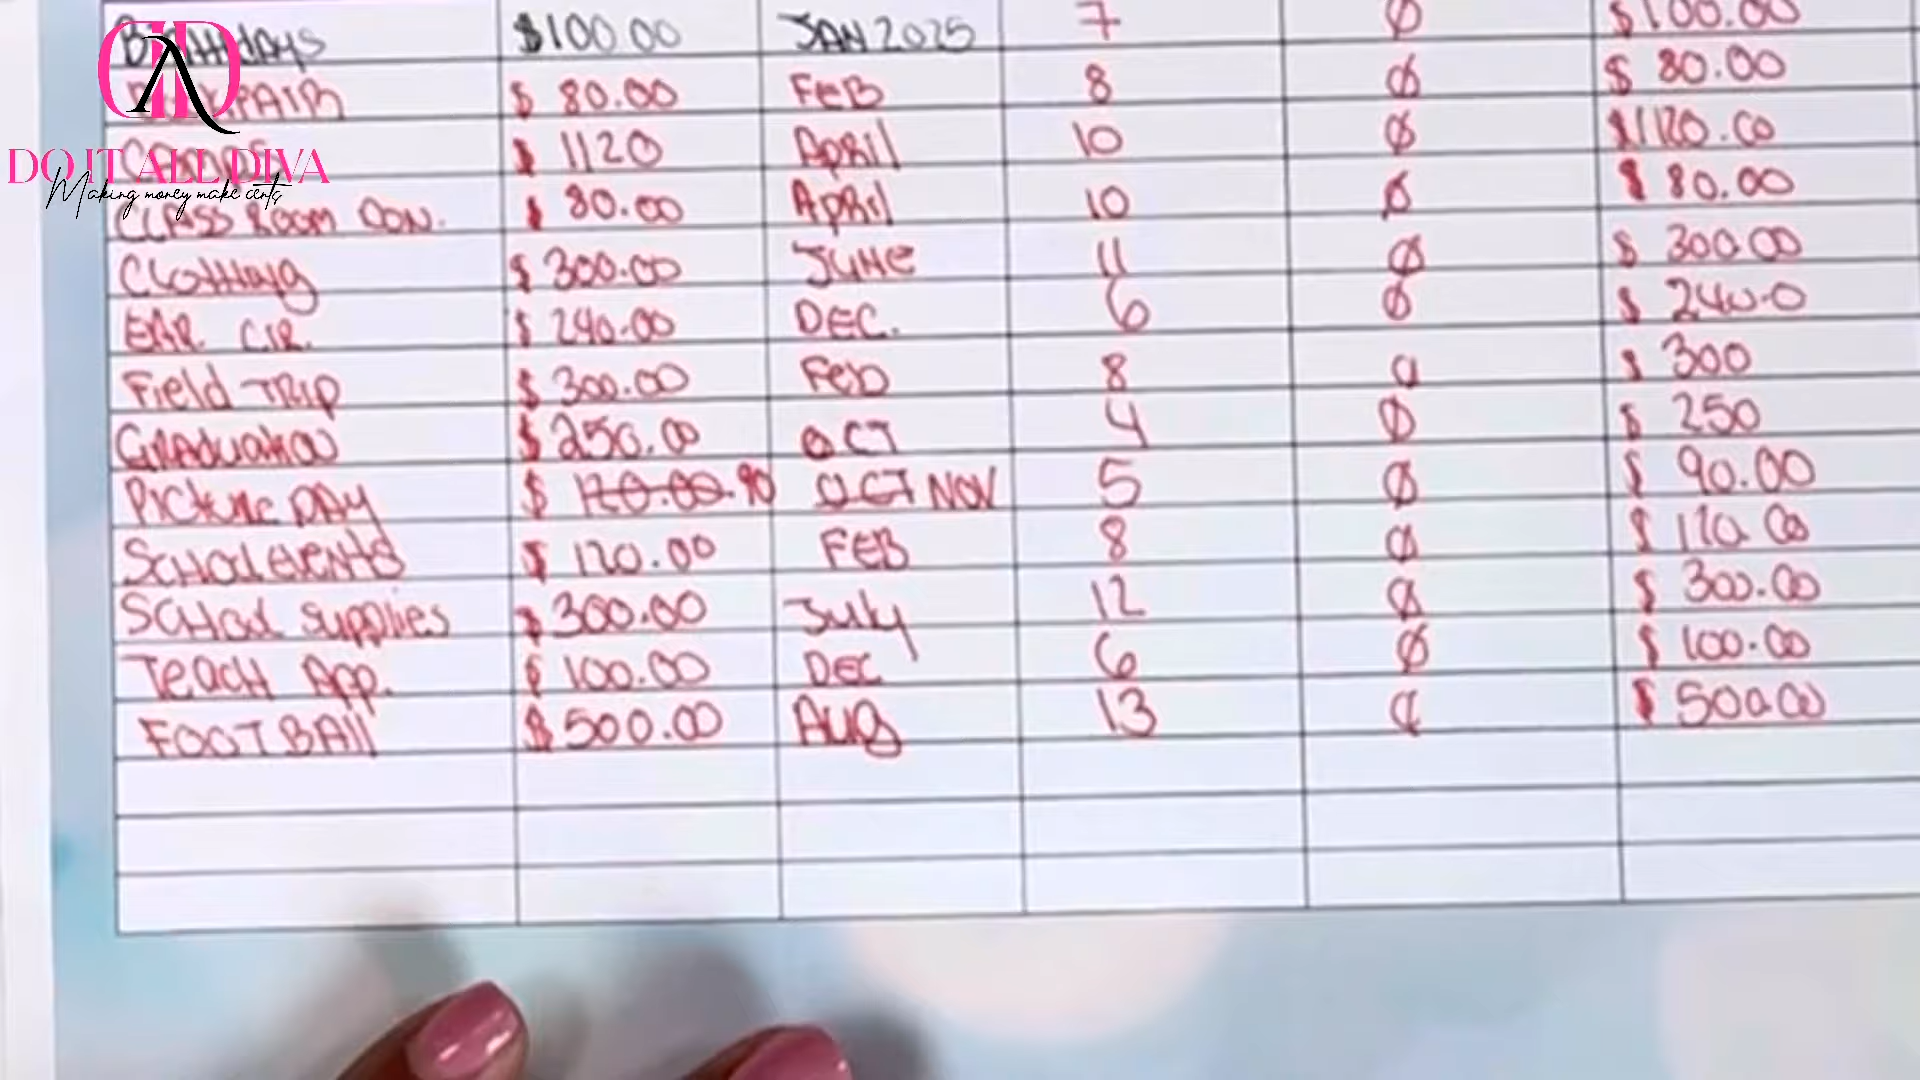 Birthdays $100.00 JAN 2025 7 Ø $100.00
PAIR $ 80.00 FEB 8 Ø $ 80.00
$ 1120 April 10 Ø $1120.00
DO IT ALL DIVA
Making money make cents
CLASS ROOM DON. $ 80.00 April 10 Ø $ 80.00
Clothing $ 300.00 JUNE 11 Ø $ 300.00
EXR. CIR. $ 240.00 DEC. 6 Ø $ 240.0
Field TRIP $ 300.00 Feb 8 0 $ 300
GRADUATION $ 250.00 OCT 4 Ø $ 250
PICTURE DAY $ 120.00.90 OCT NOV 5 Ø $ 90.00
SCHOOL EVENTS $ 120.00 FEB 8 Ø $ 120.00
SCHOOL Supplies $ 300.00 July 12 Ø $ 300.00
Teach App. $ 100.00 DEC 6 Ø $ 100.00
FOOTBAll $500.00 AUG 13 Ø $ 500.00